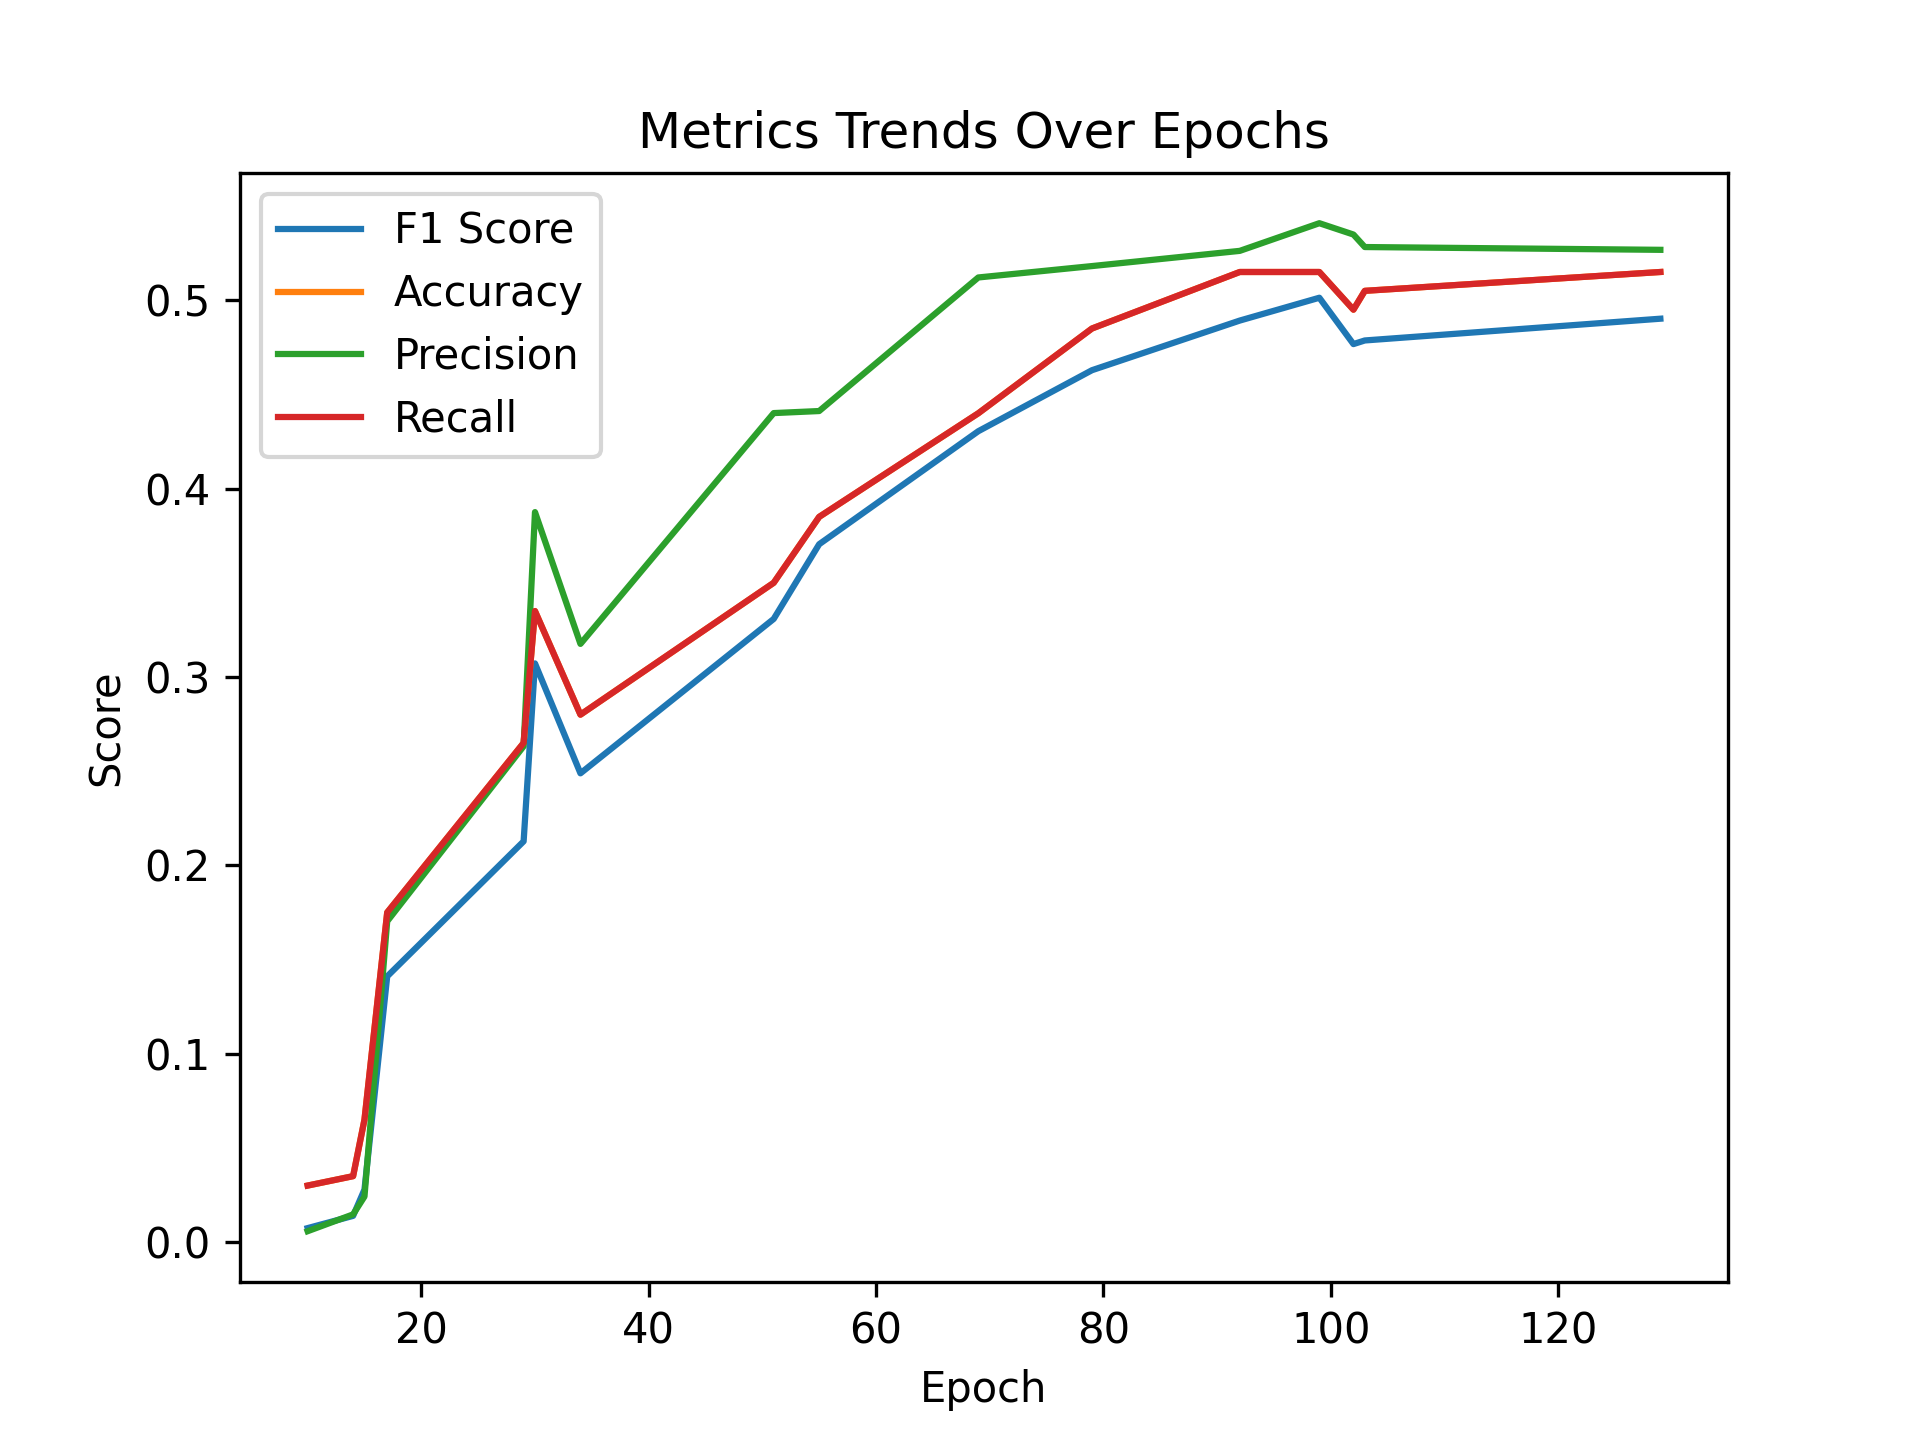 Metrics Trends Over Epochs
F1 Score
Accuracy
Precision
Recall
0.5
0.4
0.3
0.2
0.1
0.0
Score
20 40 60 80 100 120
Epoch